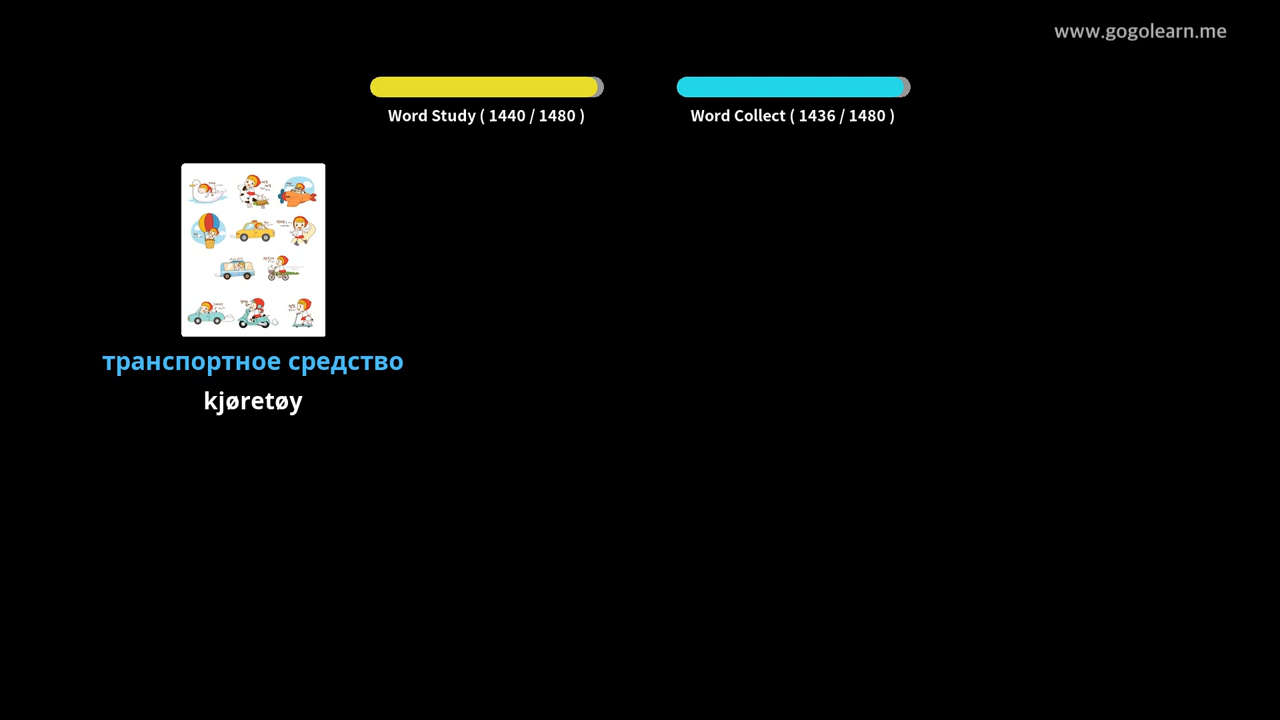 www.gogolearn.me
Word Study ( 1440 / 1480 )
Word Collect ( 1436 / 1480 )
транспортное средство
kjøretøy